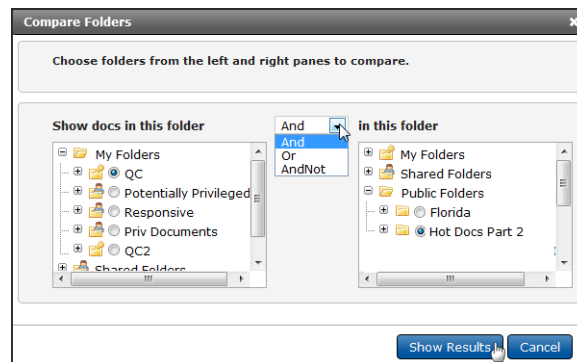 Compare Folders
Choose folders from the left and right panes to compare.
Show docs in this folder
And
in this folder
And
Or
AndNot
My Folders
QC
Potentially Privileged
Responsive
Priv Documents
QC2
Shared Folders
My Folders
Shared Folders
Public Folders
Florida
Hot Docs Part 2
Show Results
Cancel